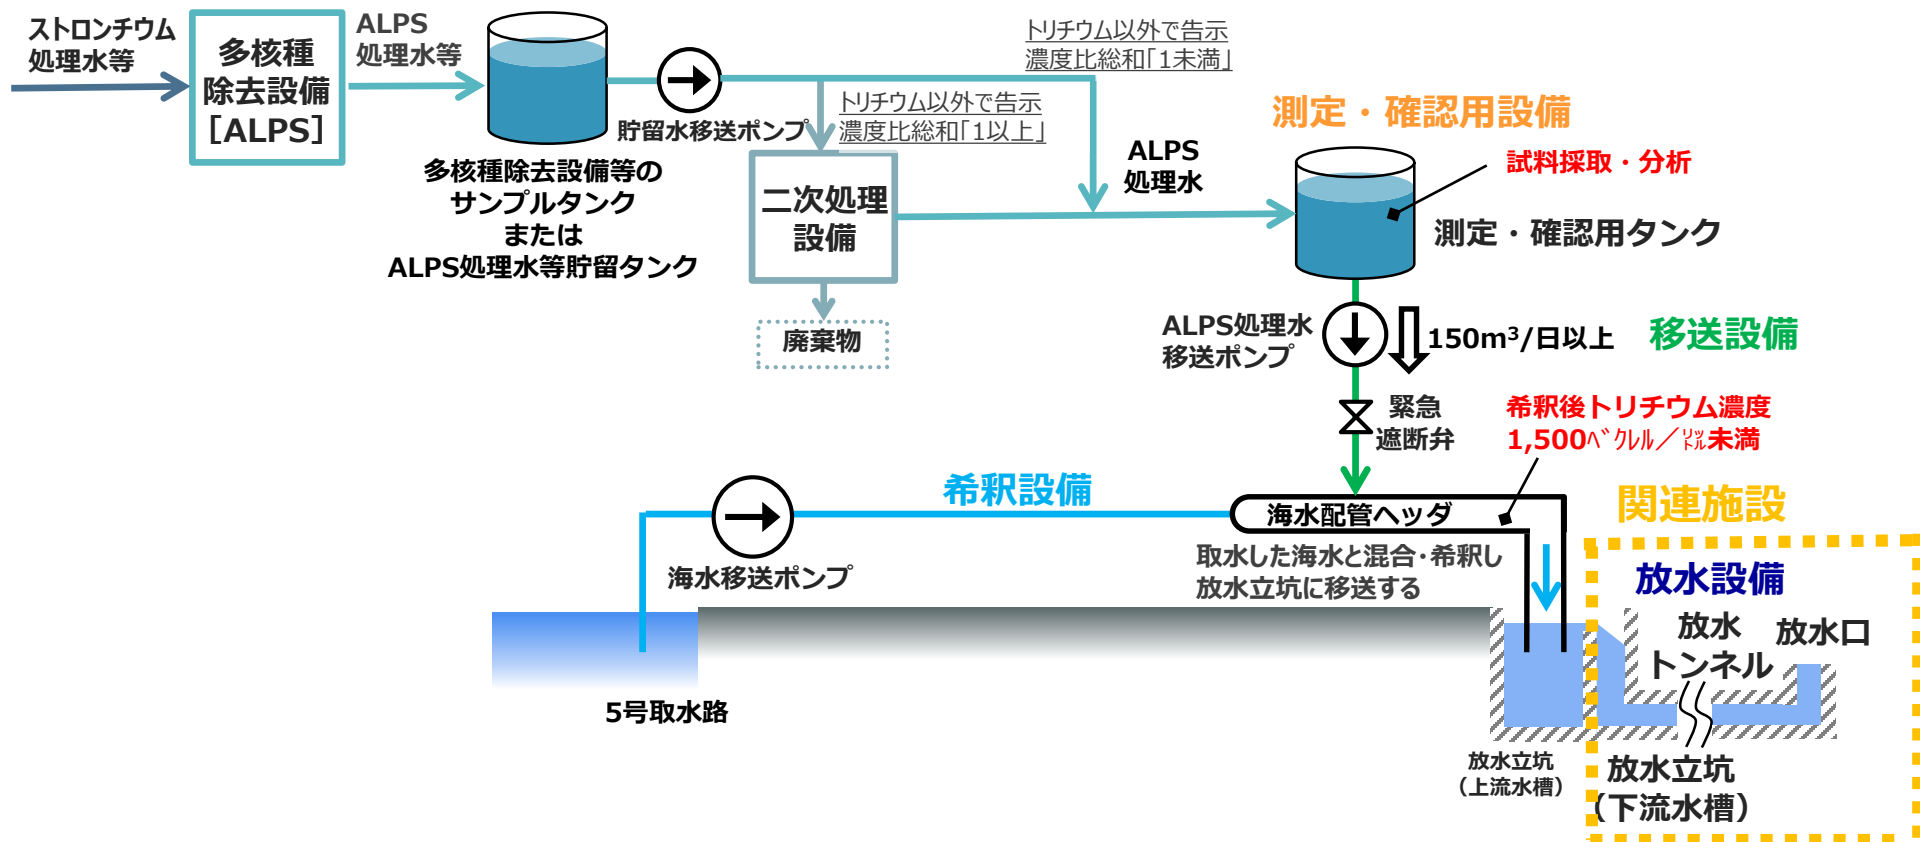 ストロンチウム
処理水等
多核種
除去設備
[ALPS]
ALPS
処理水等
貯留水移送ポンプ
多核種除去設備等の
サンプルタンク
または
ALPS処理水等貯留タンク
トリチウム以外で告示
濃度比総和「1未満」
トリチウム以外で告示
濃度比総和「1以上」
二次処理
設備
廃棄物
ALPS
処理水
測定・確認用設備
試料採取・分析
測定・確認用タンク
ALPS処理水
移送ポンプ
150m³/日以上
移送設備
緊急
遮断弁
希釈後トリチウム濃度
1,500ベクレル／リットル未満
希釈設備
海水配管ヘッダ
海水移送ポンプ
取水した海水と混合・希釈し
放水立坑に移送する
関連施設
放水設備
放水
トンネル
放水口
5号取水路
放水立坑
（上流水槽）
放水立坑
（下流水槽）